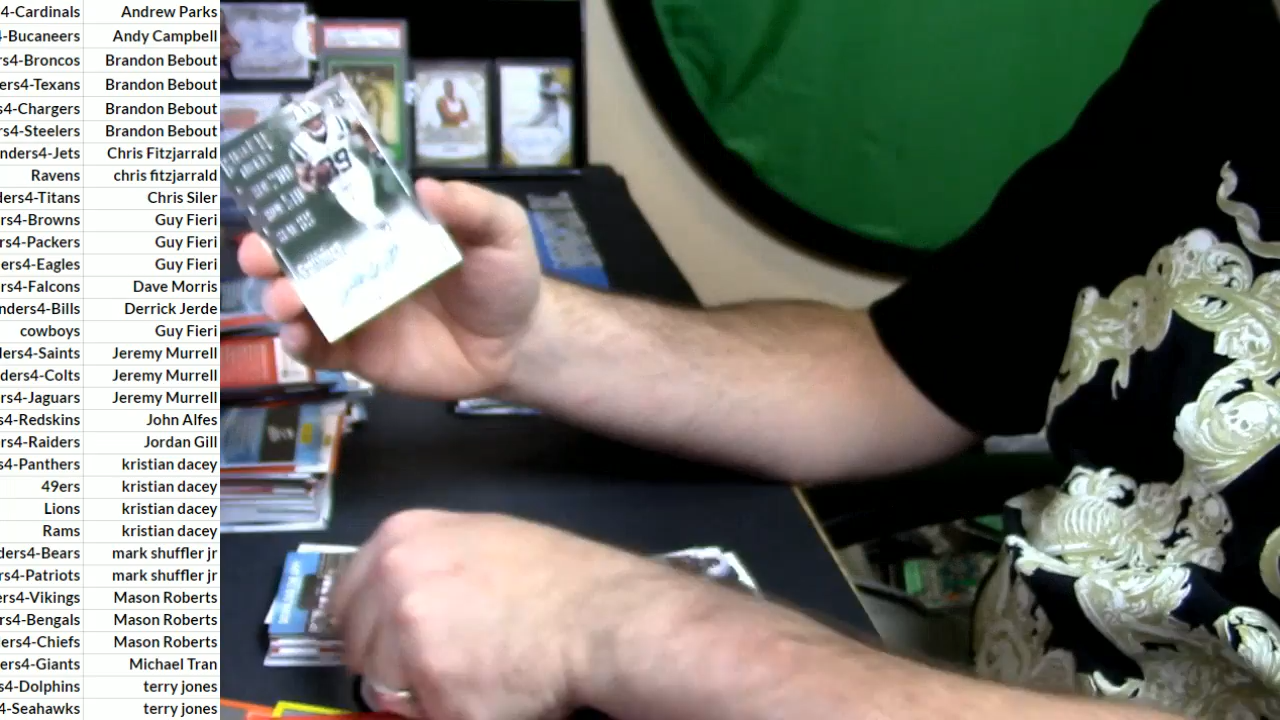 4-Cardinals Andrew Parks
4-Bucaneers Andy Campbell
rs4-Broncos Brandon Bebout
ers4-Texans Brandon Bebout
s4-Chargers Brandon Bebout
rs4-Steelers Brandon Bebout
nders4-Jets Chris Fitzjarrald
Ravens chris fitzjarrald
ders4-Titans Chris Siler
rs4-Browns Guy Fieri
rs4-Packers Guy Fieri
ers4-Eagles Guy Fieri
rs4-Falcons Dave Morris
nders4-Bills Derrick Jerde
cowboys Guy Fieri
ders4-Saints Jeremy Murrell
ders4-Colts Jeremy Murrell
rs4-Jaguars Jeremy Murrell
s4-Redskins John Alfes
rs4-Raiders Jordan Gill
s4-Panthers kristian dacey
49ers kristian dacey
Lions kristian dacey
Rams kristian dacey
ders4-Bears mark shuffler jr
rs4-Patriots mark shuffler jr
ers4-Vikings Mason Roberts
ers4-Bengals Mason Roberts
ers4-Chiefs Mason Roberts
ers4-Giants Michael Tran
s4-Dolphins terry jones
4-Seahawks terry jones